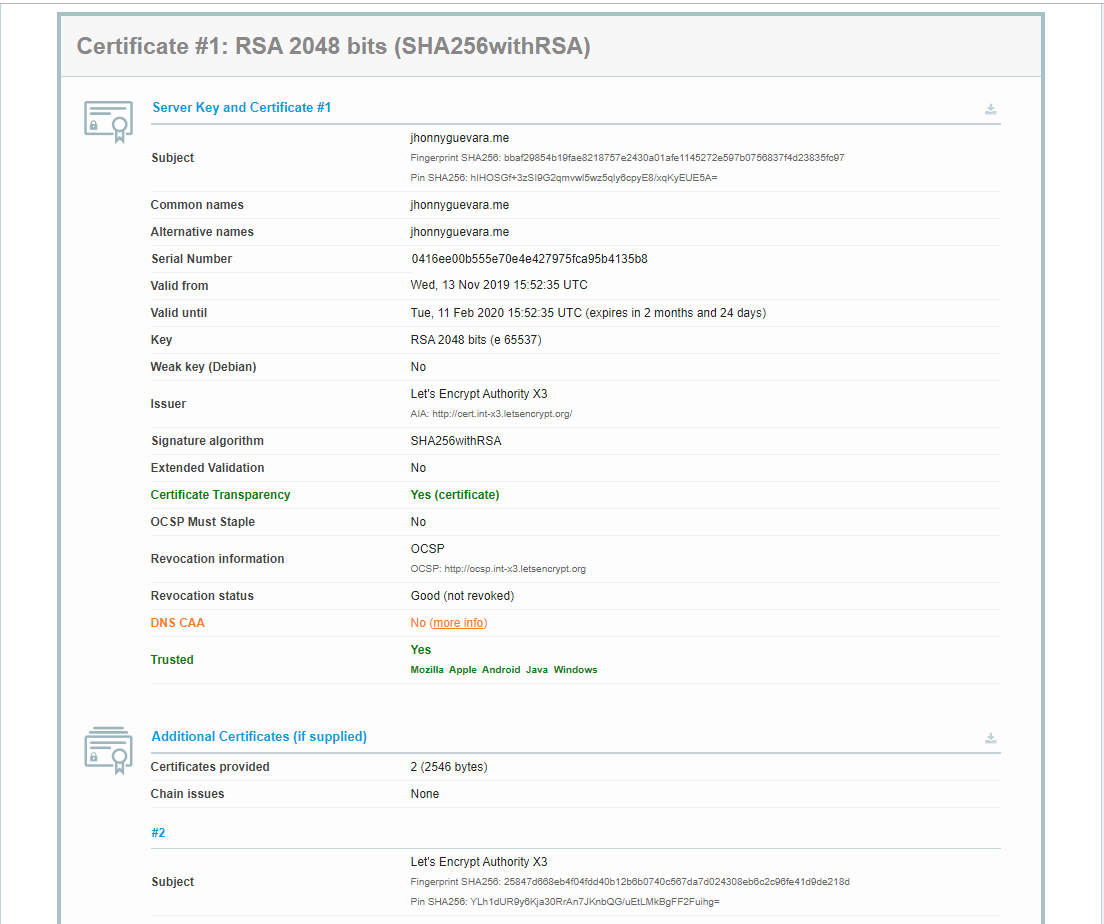 Certificate #1: RSA 2048 bits (SHA256withRSA)
Server Key and Certificate #1
Subject
jhonnyguevara.me
Fingerprint SHA256: bbaf29854b19fae8218757e2430a01afe1145272e597b0756837f4d23835fc97
Pin SHA256: hIHOSGf+3zSI9G2qmvwl5wz5qly6cpyE8/xqKyEUE5A=
Common names jhonnyguevara.me
Alternative names jhonnyguevara.me
Serial Number 0416ee00b555e70e4e427975fca95b4135b8
Valid from Wed, 13 Nov 2019 15:52:35 UTC
Valid until Tue, 11 Feb 2020 15:52:35 UTC (expires in 2 months and 24 days)
Key RSA 2048 bits (e 65537)
Weak key (Debian) No
Issuer
Let's Encrypt Authority X3
AIA: http://cert.int-x3.letsencrypt.org/
Signature algorithm SHA256withRSA
Extended Validation No
Certificate Transparency Yes (certificate)
OCSP Must Staple No
Revocation information
OCSP
OCSP: http://ocsp.int-x3.letsencrypt.org
Revocation status Good (not revoked)
DNS CAA No (more info)
Trusted
Yes
Mozilla Apple Android Java Windows
Additional Certificates (if supplied)
Certificates provided 2 (2546 bytes)
Chain issues None
#2
Subject
Let's Encrypt Authority X3
Fingerprint SHA256: 25847d668eb4f04fdd40b12b6b0740c567da7d024308eb6c2c96fe41d9de218d
Pin SHA256: YLh1dUR9y6Kja30RrAn7JKnbQG/uEtLMkBgFF2Fuihg=